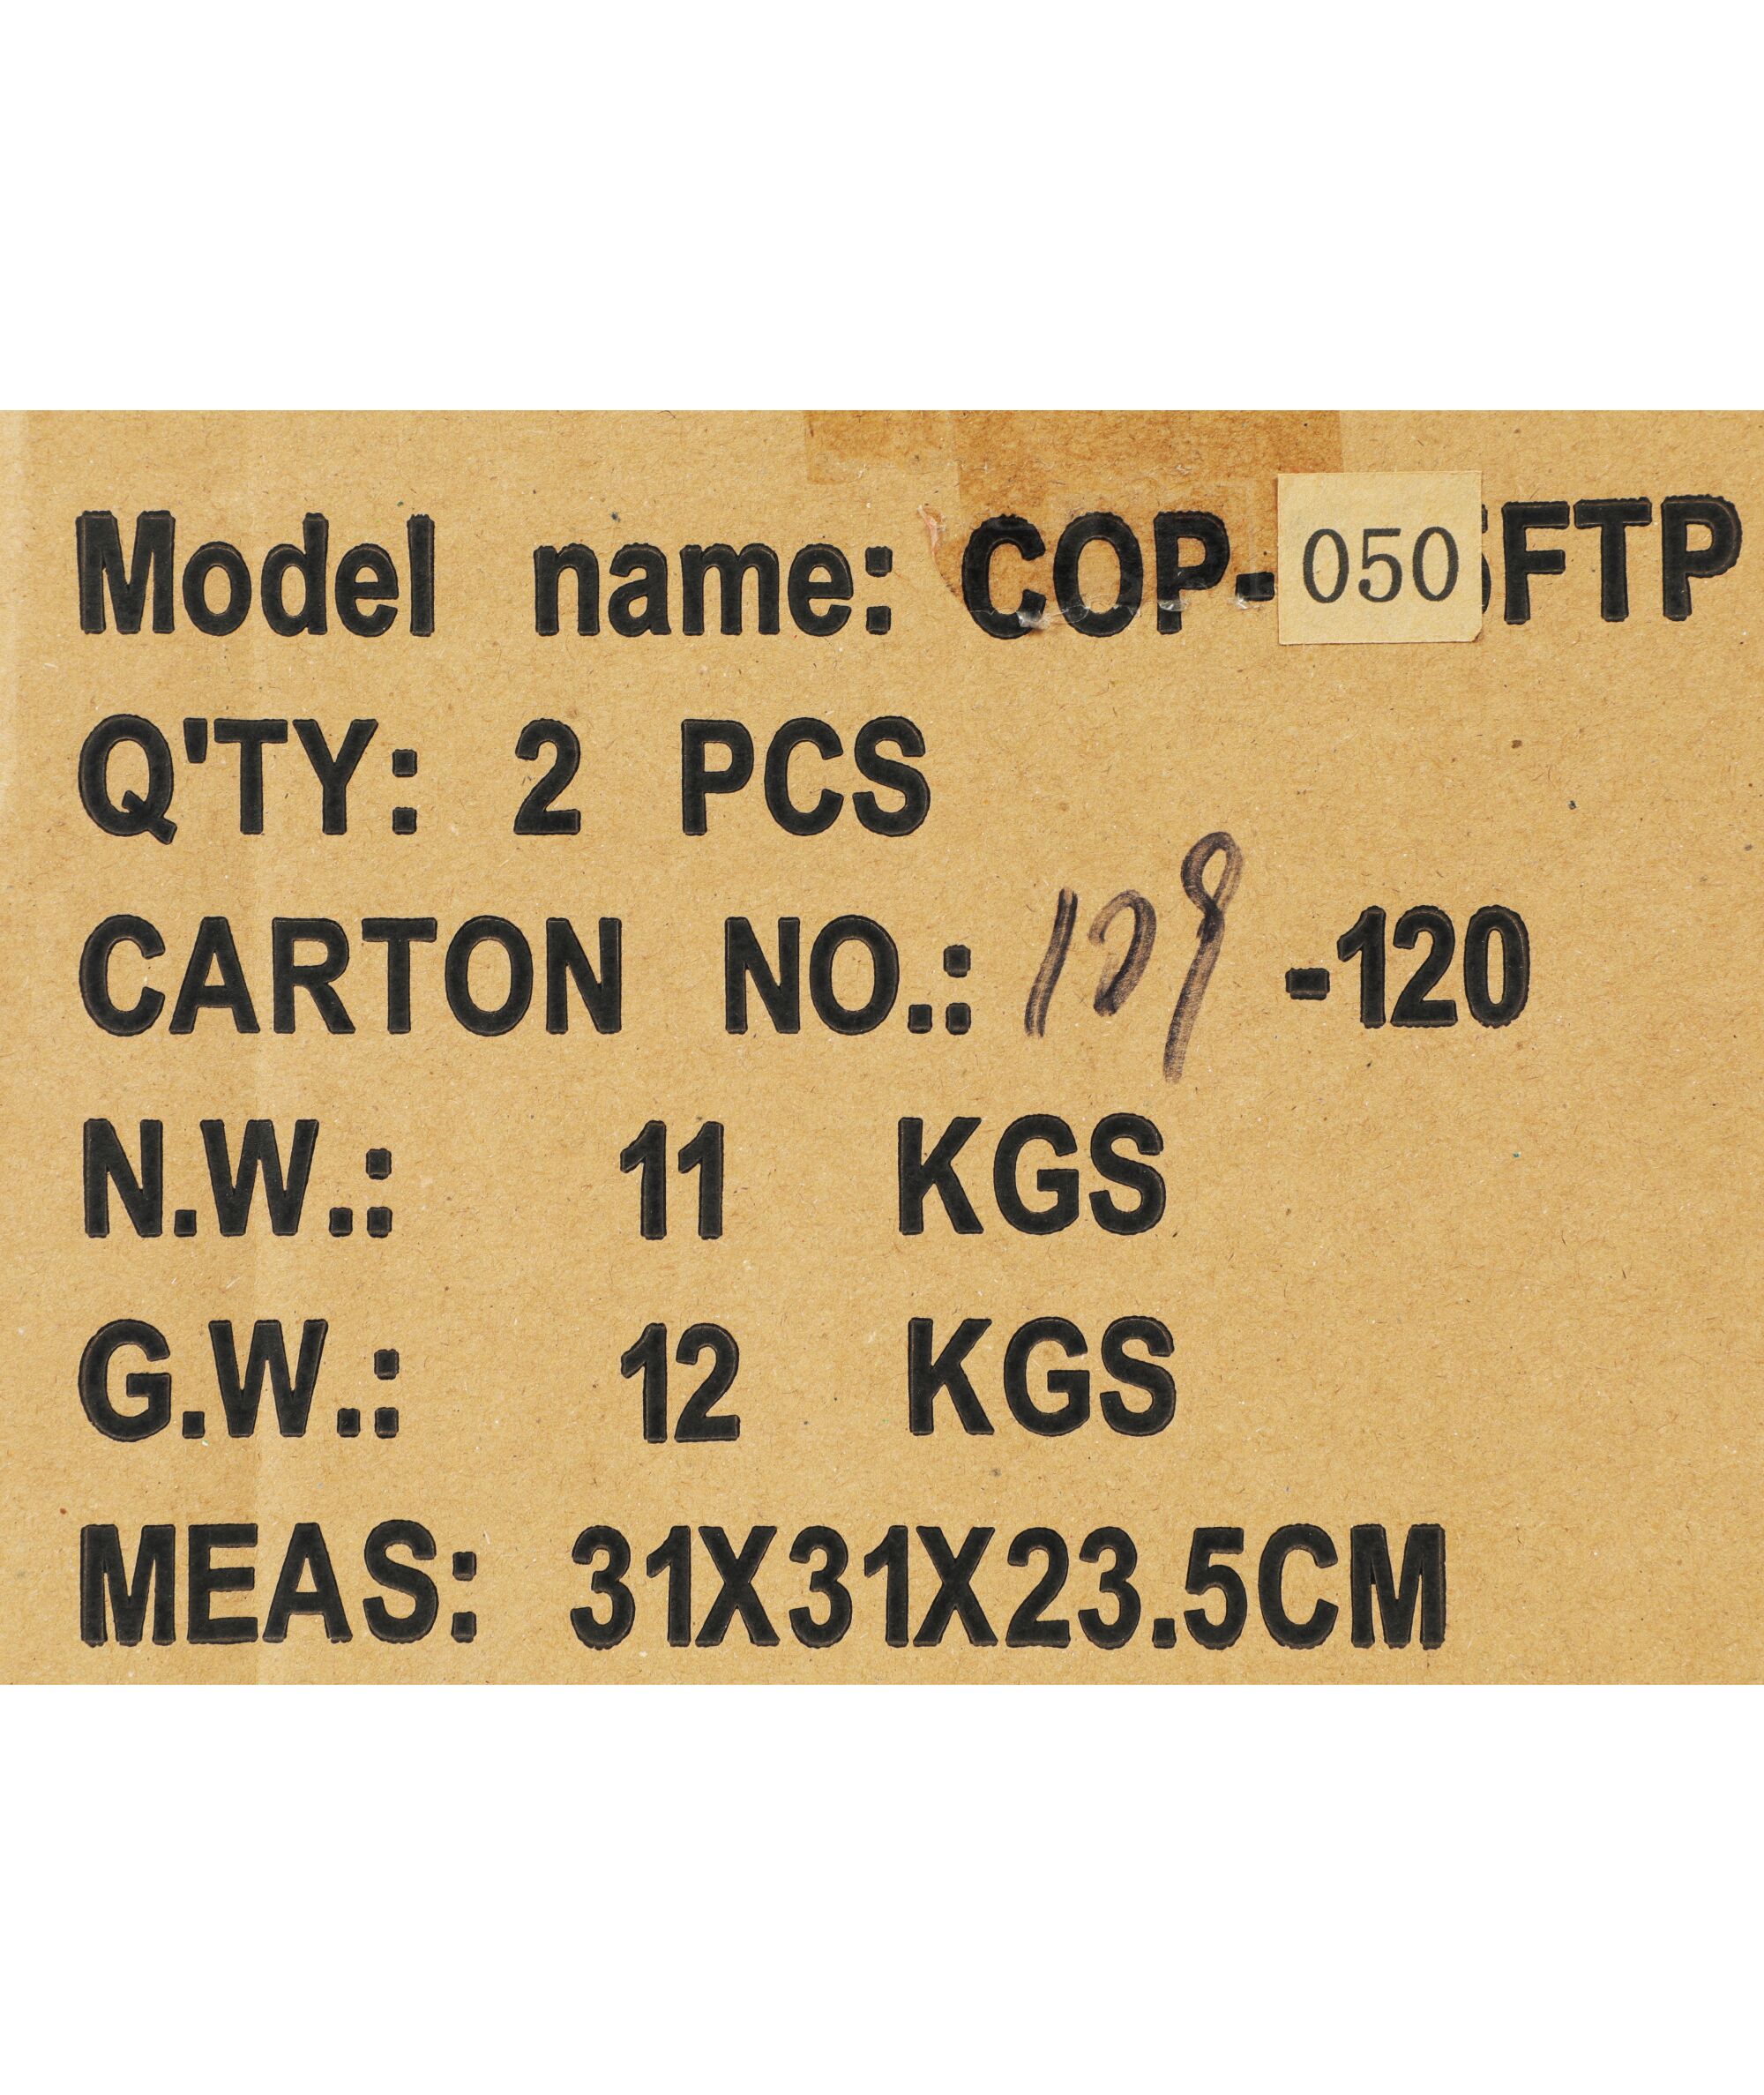 Model name: COP-050FTP
Q'TY: 2 PCS
CARTON NO.: 109 -120
N.W.: 11 KGS
G.W.: 12 KGS
MEAS: 31X31X23.5CM